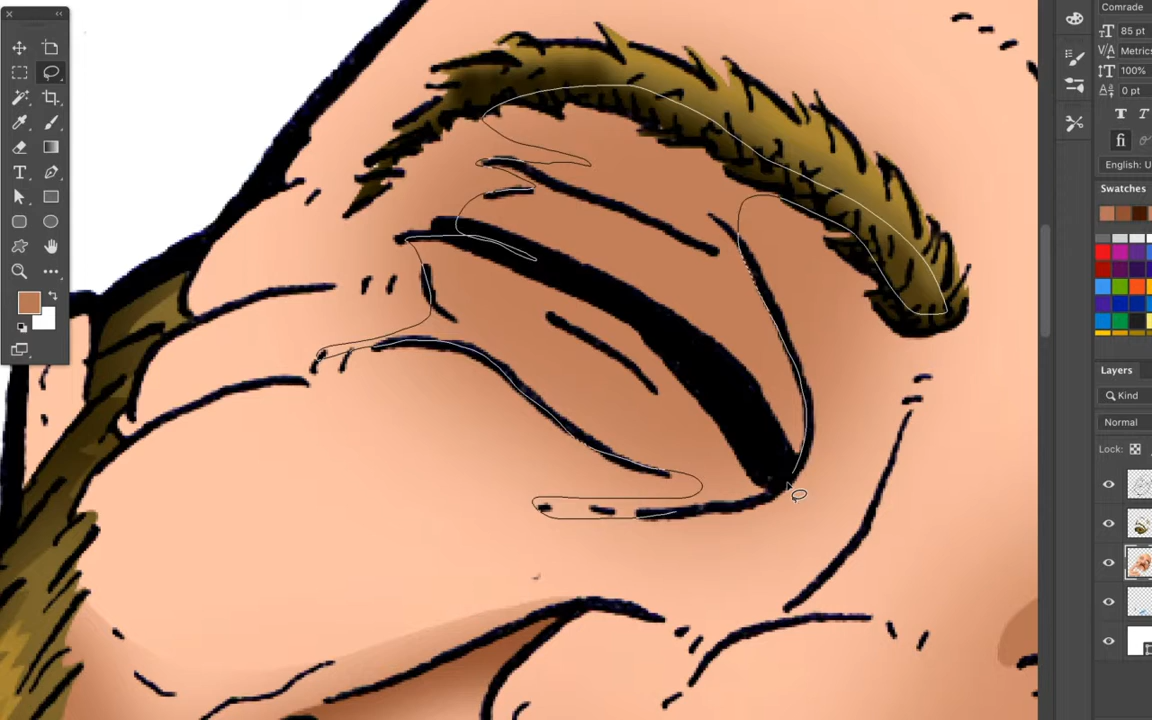 Comrade
85 pt
Metrics
100%
0 pt
T T
fi
English: U
Swatches
Layers
Kind
Normal
Lock: